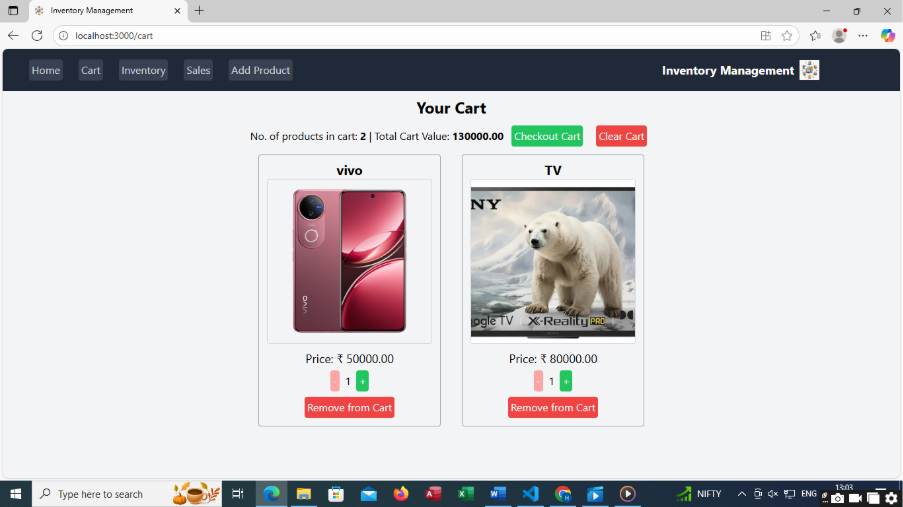 Inventory Management
localhost:3000/cart
Home Cart Inventory Sales Add Product Inventory Management
Your Cart
No. of products in cart: 2 | Total Cart Value: 130000.00 Checkout Cart Clear Cart
vivo TV
vivo
NY
ogle TV X-Reality PRO
Price: ₹ 50000.00 Price: ₹ 80000.00
- 1 + - 1 +
Remove from Cart Remove from Cart
Type here to search NIFTY ENG 13:03